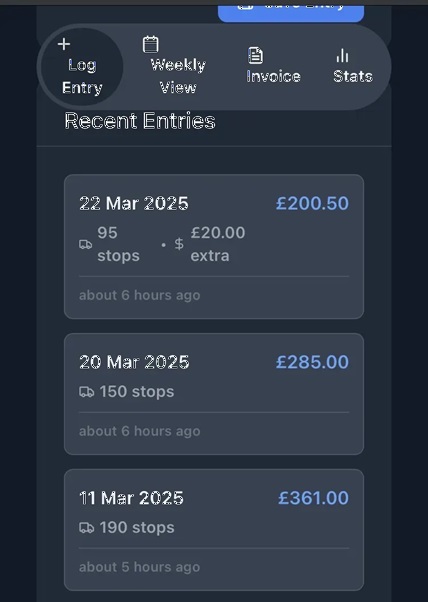 Log
Entry
Weekly
View
Invoice
Stats
Recent Entries
22 Mar 2025
£200.50
95
stops
• $ £20.00
extra
about 6 hours ago
20 Mar 2025
£285.00
150 stops
about 6 hours ago
11 Mar 2025
£361.00
190 stops
about 5 hours ago